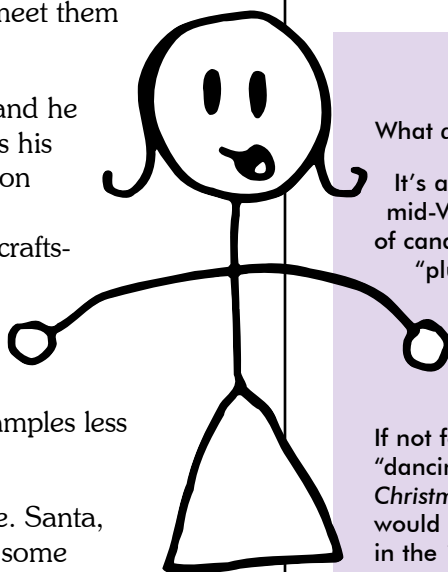 meet them
and he
s his
on
crafts-
amples less
e. Santa,
some
What
It's a
mid-V
of cand
"plu
If not f
"dancin
Christm
would
in the